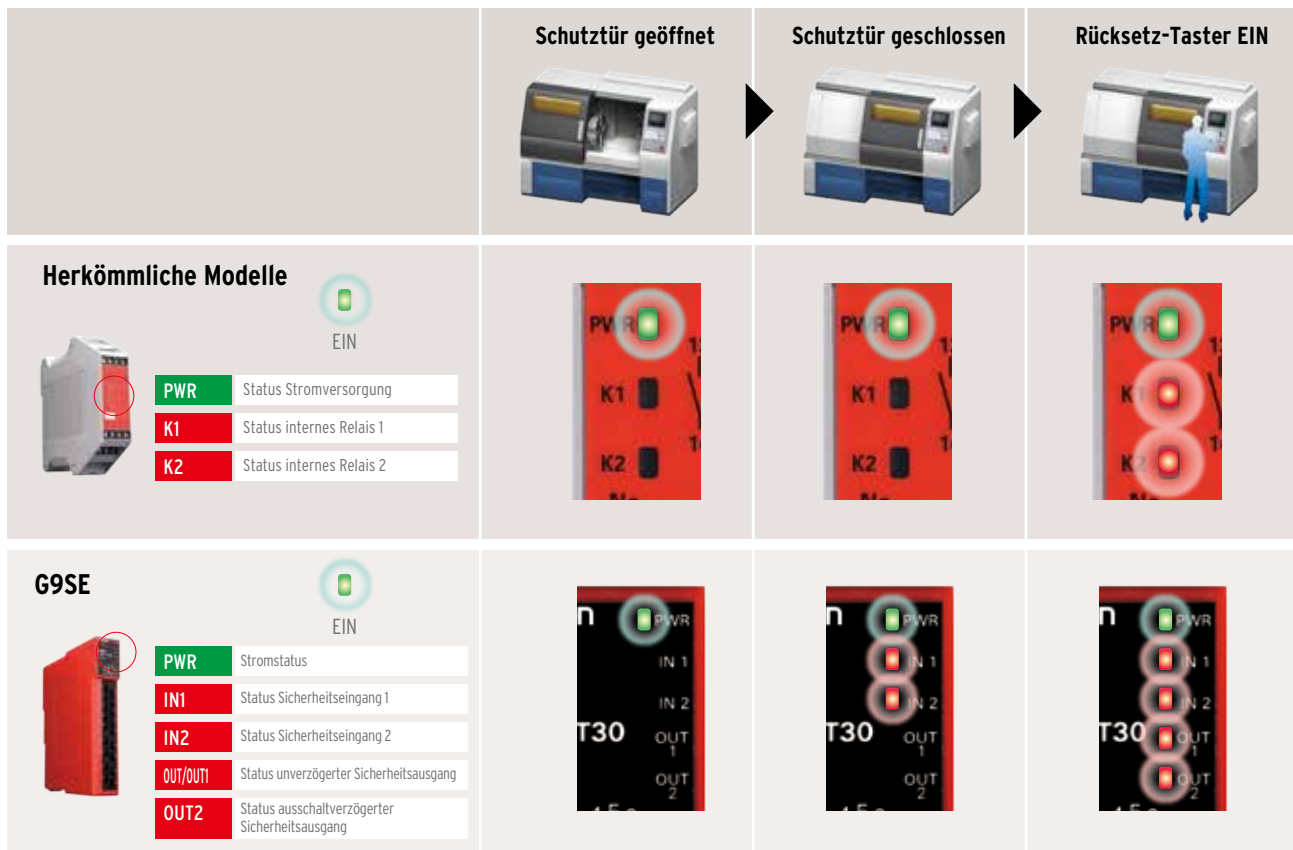 Schutztür geöffnet
Schutztür geschlossen
Rücksetz-Taster EIN
Herkömmliche Modelle
EIN
PWR
Status Stromversorgung
K1
Status internes Relais 1
K2
Status internes Relais 2
PWR
K1
K2
PWR
K1
K2
PWR
K
K2
G9SE
EIN
PWR
Stromstatus
IN1
Status Sicherheitseingang 1
IN2
Status Sicherheitseingang 2
OUT/OUT1
Status unverzögerter Sicherheitsausgang
OUT2
Status ausschaltverzögerter
Sicherheitsausgang
n
PWR
IN 1
IN 2
T30
OUT
1
OUT
2
n
PWR
IN 1
IN 2
T30
OUT
1
OUT
2
n
PWR
IN 1
IN 2
T30
OUT
1
OUT
2